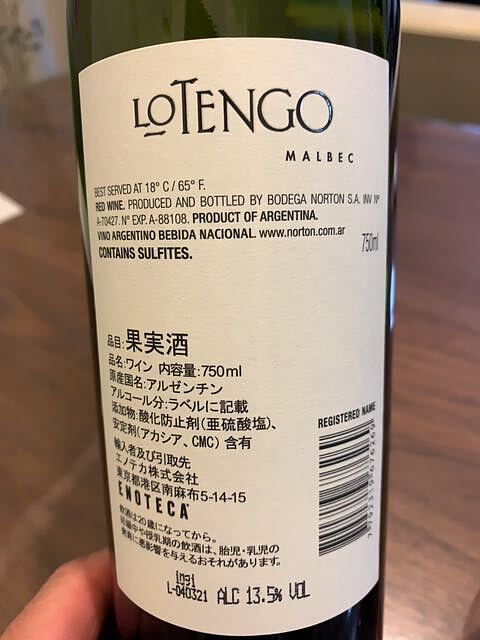 LOTENGO
MALBEC
BEST SERVED AT 18° C / 65° F.
RED WINE. PRODUCED AND BOTTLED BY BODEGA NORTON S.A. INV Nº
A-70427. Nº EXP. A-88108. PRODUCT OF ARGENTINA.
VINO ARGENTINO BEBIDA NACIONAL. www.norton.com.ar
750ml
CONTAINS SULFITES.
品目:果実酒
品名:ワイン 内容量:750ml
原産国名:アルゼンチン
アルコール分:ラベルに記載
添加物:酸化防止剤(亜硫酸塩)、
安定剤(アカシア、CMC) 含有
輸入者及び引取先
エノテカ株式会社
東京都港区南麻布5-14-15
ENOTECA
飲酒は20歳になってから。
妊娠中や授乳期の飲酒は、胎児・乳児の
発育に悪影響を与えるおそれがあります。
REGISTERED NAME
L-040321 ALC 13.5% VOL